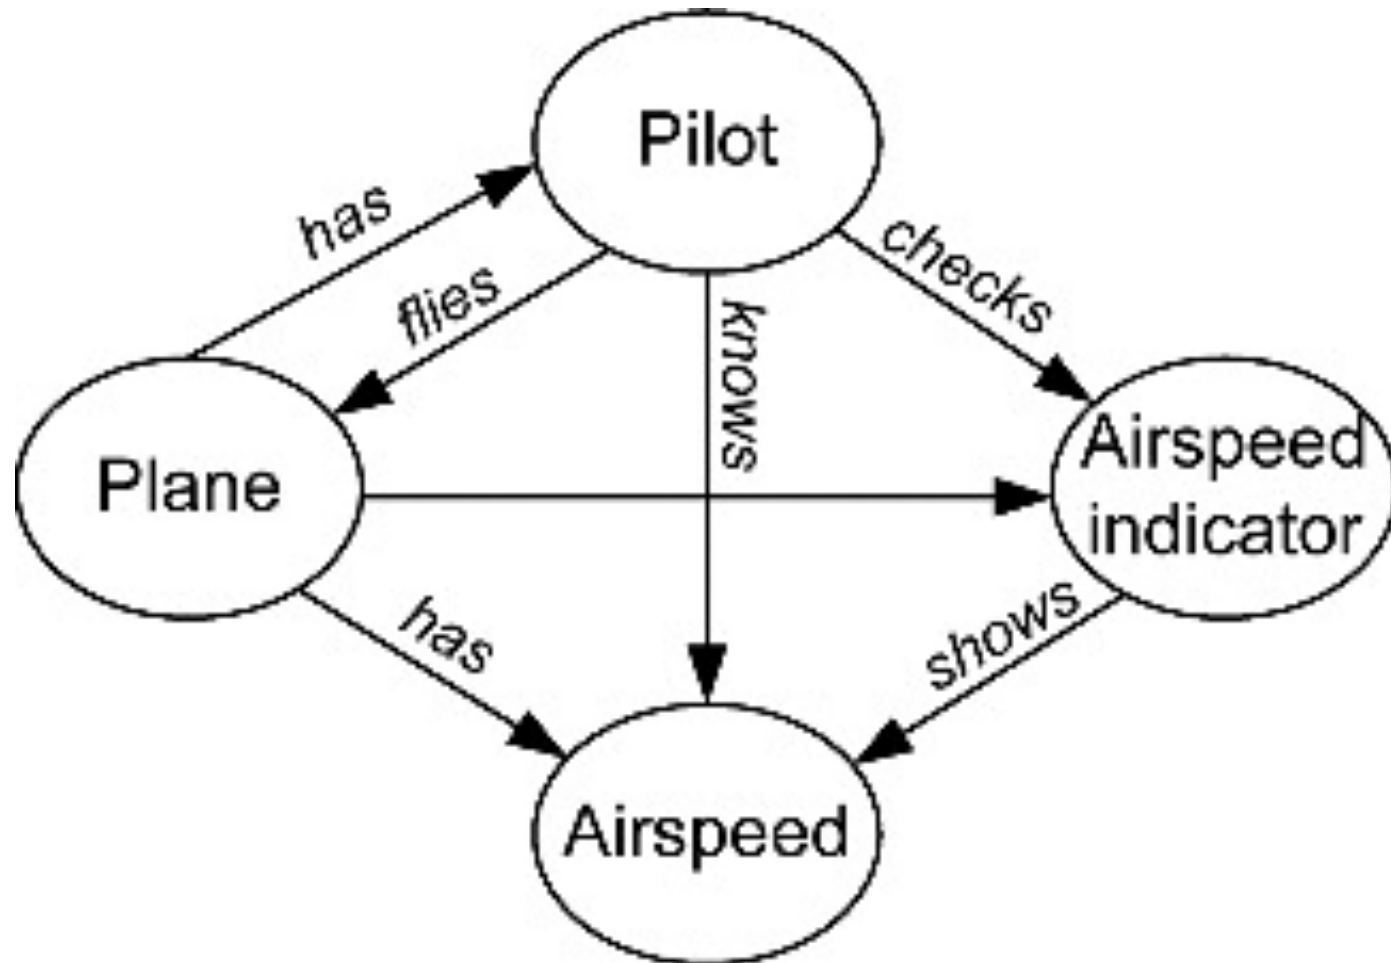 Pilot
has
flies
checks
knows
Plane
Airspeed
indicator
has
shows
Airspeed